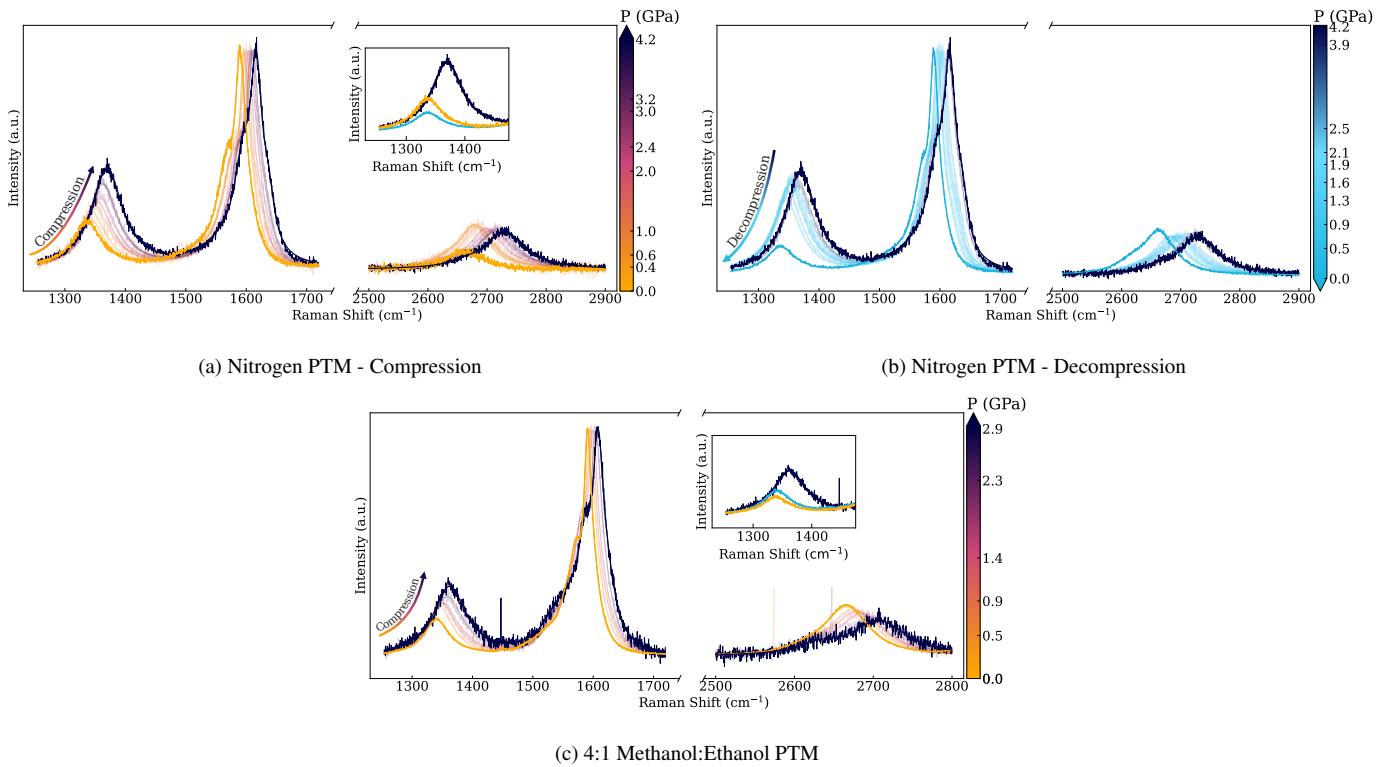 P (GPa)
Intensity (a.u.)
Compression
4.2
3.2
3.0
2.4
2.0
1.0
0.6
0.4
0.0
Intensity (a.u.)
1300 1400
Raman Shift (cm⁻¹)
1300 1400 1500 1600 1700 2500 2600 2700 2800 2900
Raman Shift (cm⁻¹)
(a) Nitrogen PTM - Compression
P (GPa)
Intensity (a.u.)
Decompression
4.2
3.9
2.5
2.1
1.9
1.6
1.3
0.9
0.5
0.0
1300 1400 1500 1600 1700 2500 2600 2700 2800 2900
Raman Shift (cm⁻¹)
(b) Nitrogen PTM - Decompression
P (GPa)
Intensity (a.u.)
Compression
2.9
2.3
1.4
0.9
0.5
0.0
Intensity (a.u.)
1300 1400
Raman Shift (cm⁻¹)
1300 1400 1500 1600 1700 2500 2600 2700 2800
Raman Shift (cm⁻¹)
(c) 4:1 Methanol:Ethanol PTM